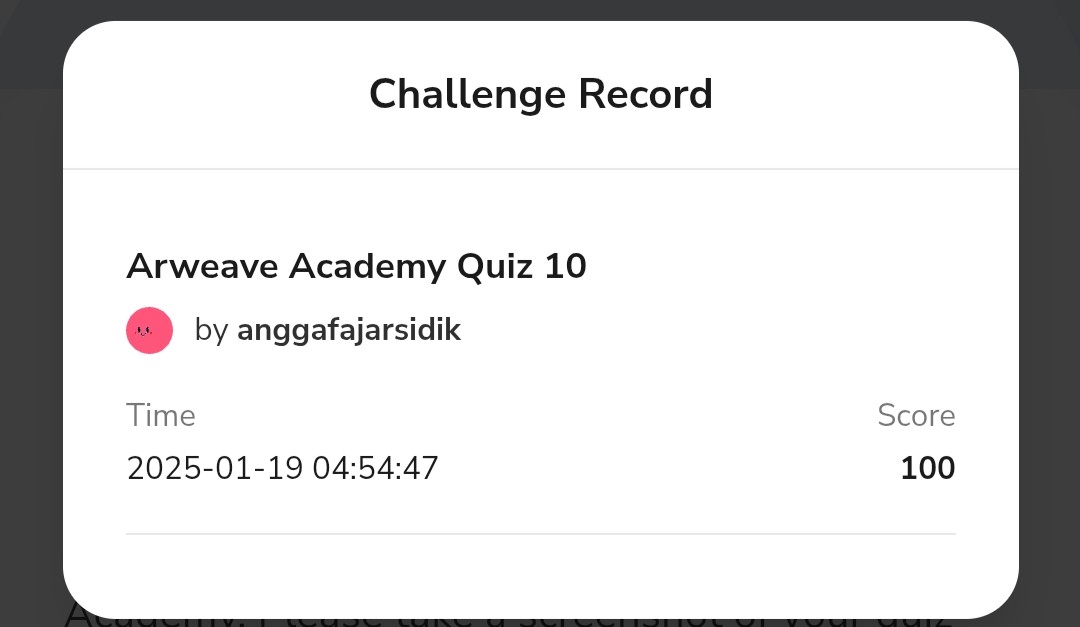 Challenge Record
Arweave Academy Quiz 10
by anggafajarsidik
Time
Score
2025-01-19 04:54:47
100
Academy. Please take a screenshot of your quiz